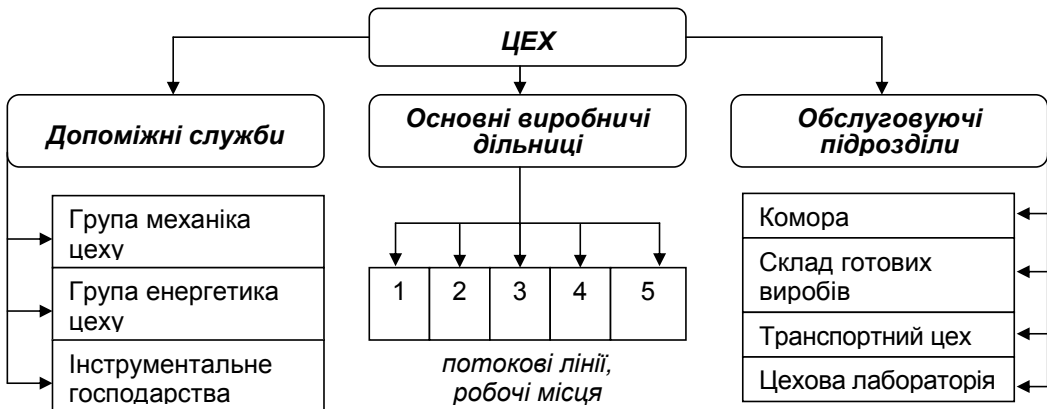 ЦЕХ
Допоміжні служби
Основні виробничі
дільниці
Обслуговуючі
підрозділи
Група механіка
цеху
Група енергетика
цеху
Інструментальне
господарства
1 2 3 4 5
потокові лінії,
робочі місця
Комора
Склад готових
виробів
Транспортний цех
Цехова лабораторія